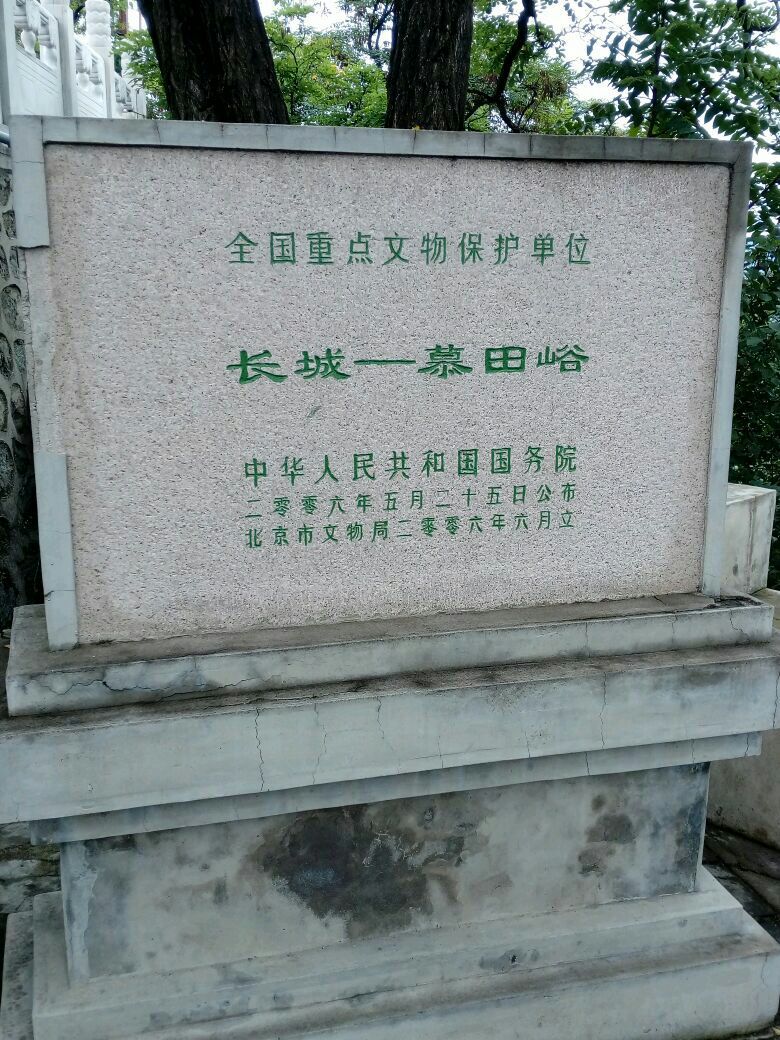 全国重点文物保护单位
长城—慕田峪
中华人民共和国国务院
二零零六年五月二十五日公布
北京市文物局二零零六年六月立